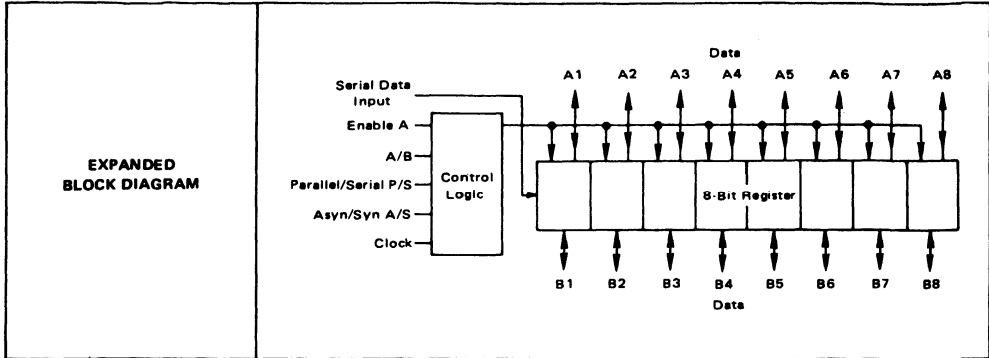 EXPANDED
BLOCK DIAGRAM
Data
A1 A2 A3 A4 A5 A6 A7 A8
Serial Data
Input
Enable A
A/B
Parallel/Serial P/S
Asyn/Syn A/S
Clock
Control
Logic
8-Bit Register
B1 B2 B3 B4 B5 B6 B7 B8
Data